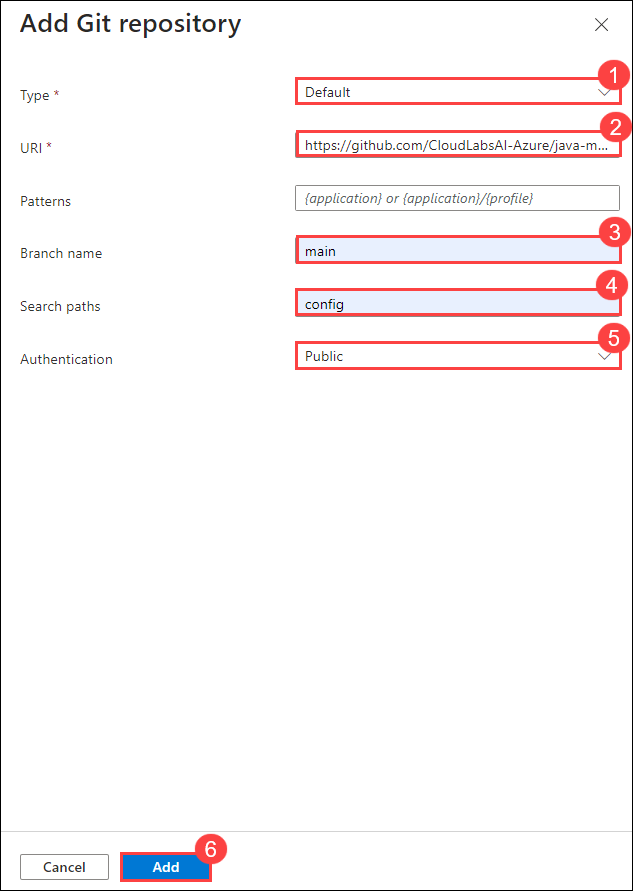 Add Git repository
1
Type * Default
2
URI * https://github.com/CloudLabsAI-Azure/java-m...
Patterns {application} or {application}/{profile}
3
Branch name main
4
Search paths config
5
Authentication Public
6
Cancel Add